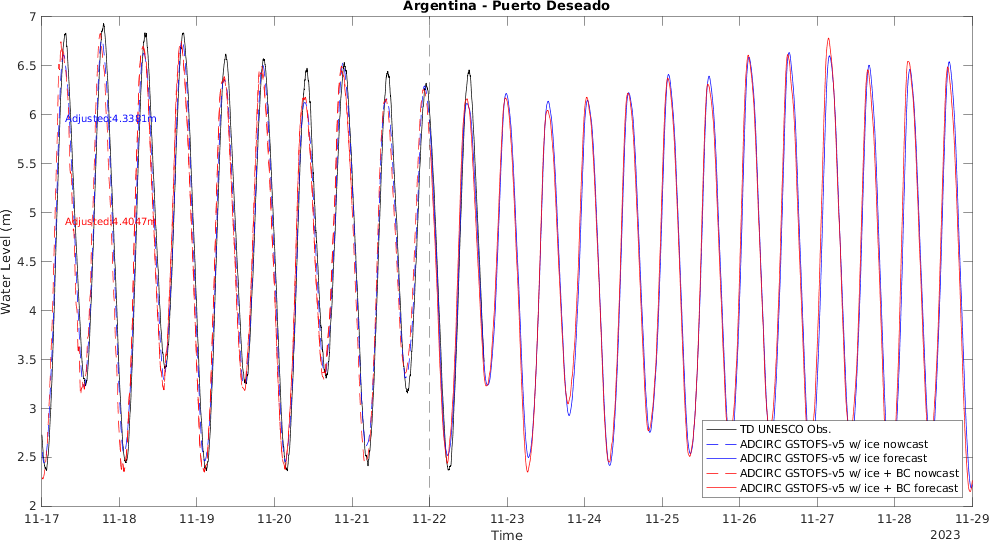 Argentina - Puerto Deseado
7
6.5
6
5.5
5
4.5
4
3.5
3
2.5
2
Water Level (m)
Adjusted:4.3381m
Adjusted:4.4047m
TD UNESCO Obs.
ADCIRC GSTOFS-v5 w/ ice nowcast
ADCIRC GSTOFS-v5 w/ ice forecast
ADCIRC GSTOFS-v5 w/ ice + BC nowcast
ADCIRC GSTOFS-v5 w/ ice + BC forecast
11-17 11-18 11-19 11-20 11-21 11-22 11-23 11-24 11-25 11-26 11-27 11-28 11-29
Time
2023